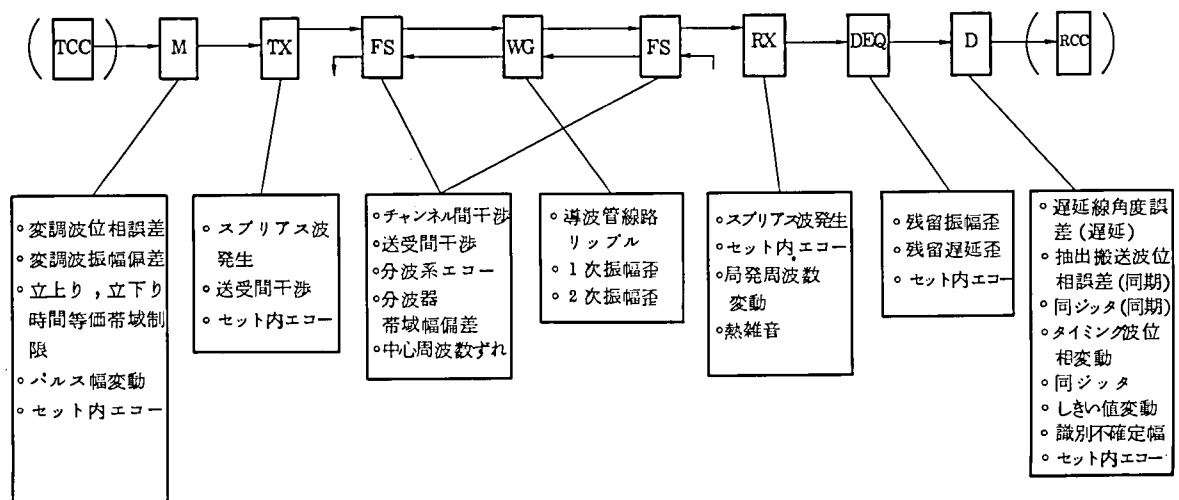 (TCC)
M
TX
FS
WG
FS
RX
DEQ
D
(RCC)
∘変調波位相誤差
∘変調波振幅偏差
∘立上り,立下り
時間等価帯域制
限
∘パルス幅変動
∘セット内エコー
∘スプリアス波
発生
∘送受間干渉
∘セット内エコー
∘チャンネル間干渉
∘送受間干渉
∘分波系エコー
∘分波器
帯域幅偏差
∘中心周波数ずれ
∘導波管線路
リップル
∘1次振幅歪
∘2次振幅歪
∘スプリアス波発生
∘セット内エコー
∘局発周波数
変動
∘熱雑音
∘残留振幅歪
∘残留遅延歪
∘セット内エコー
∘遅延線角度誤
差(遅延)
∘抽出搬送波位
相誤差(同期)
∘同ジッタ(同期)
∘タイミング波位
相変動
∘同ジッタ
∘しきい値変動
∘識別不確定幅
∘セット内エコー